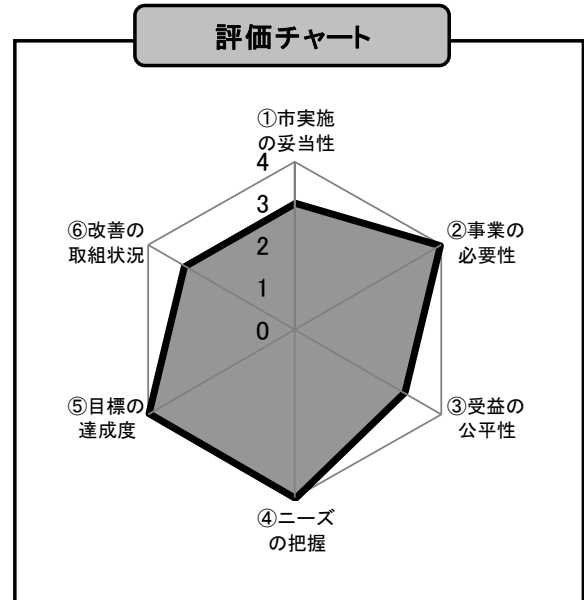 評価チャート
①市実施
の妥当性
4
3
2
1
0
②事業の
必要性
③受益の
公平性
④ニーズ
の把握
⑤目標の
達成度
⑥改善の
取組状況